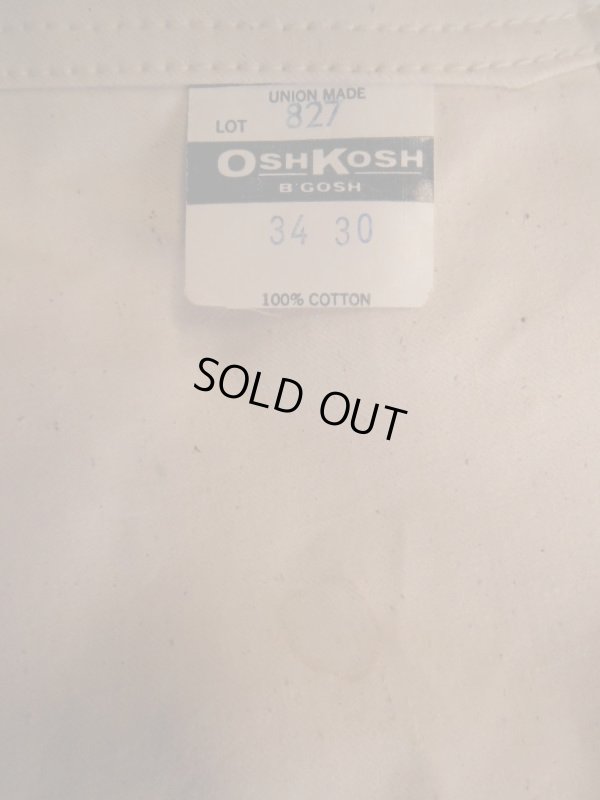 UNION MADE
LOT 827
OSHKOSH
B'GOSH
34 30
100% COTTON
SOLD OUT